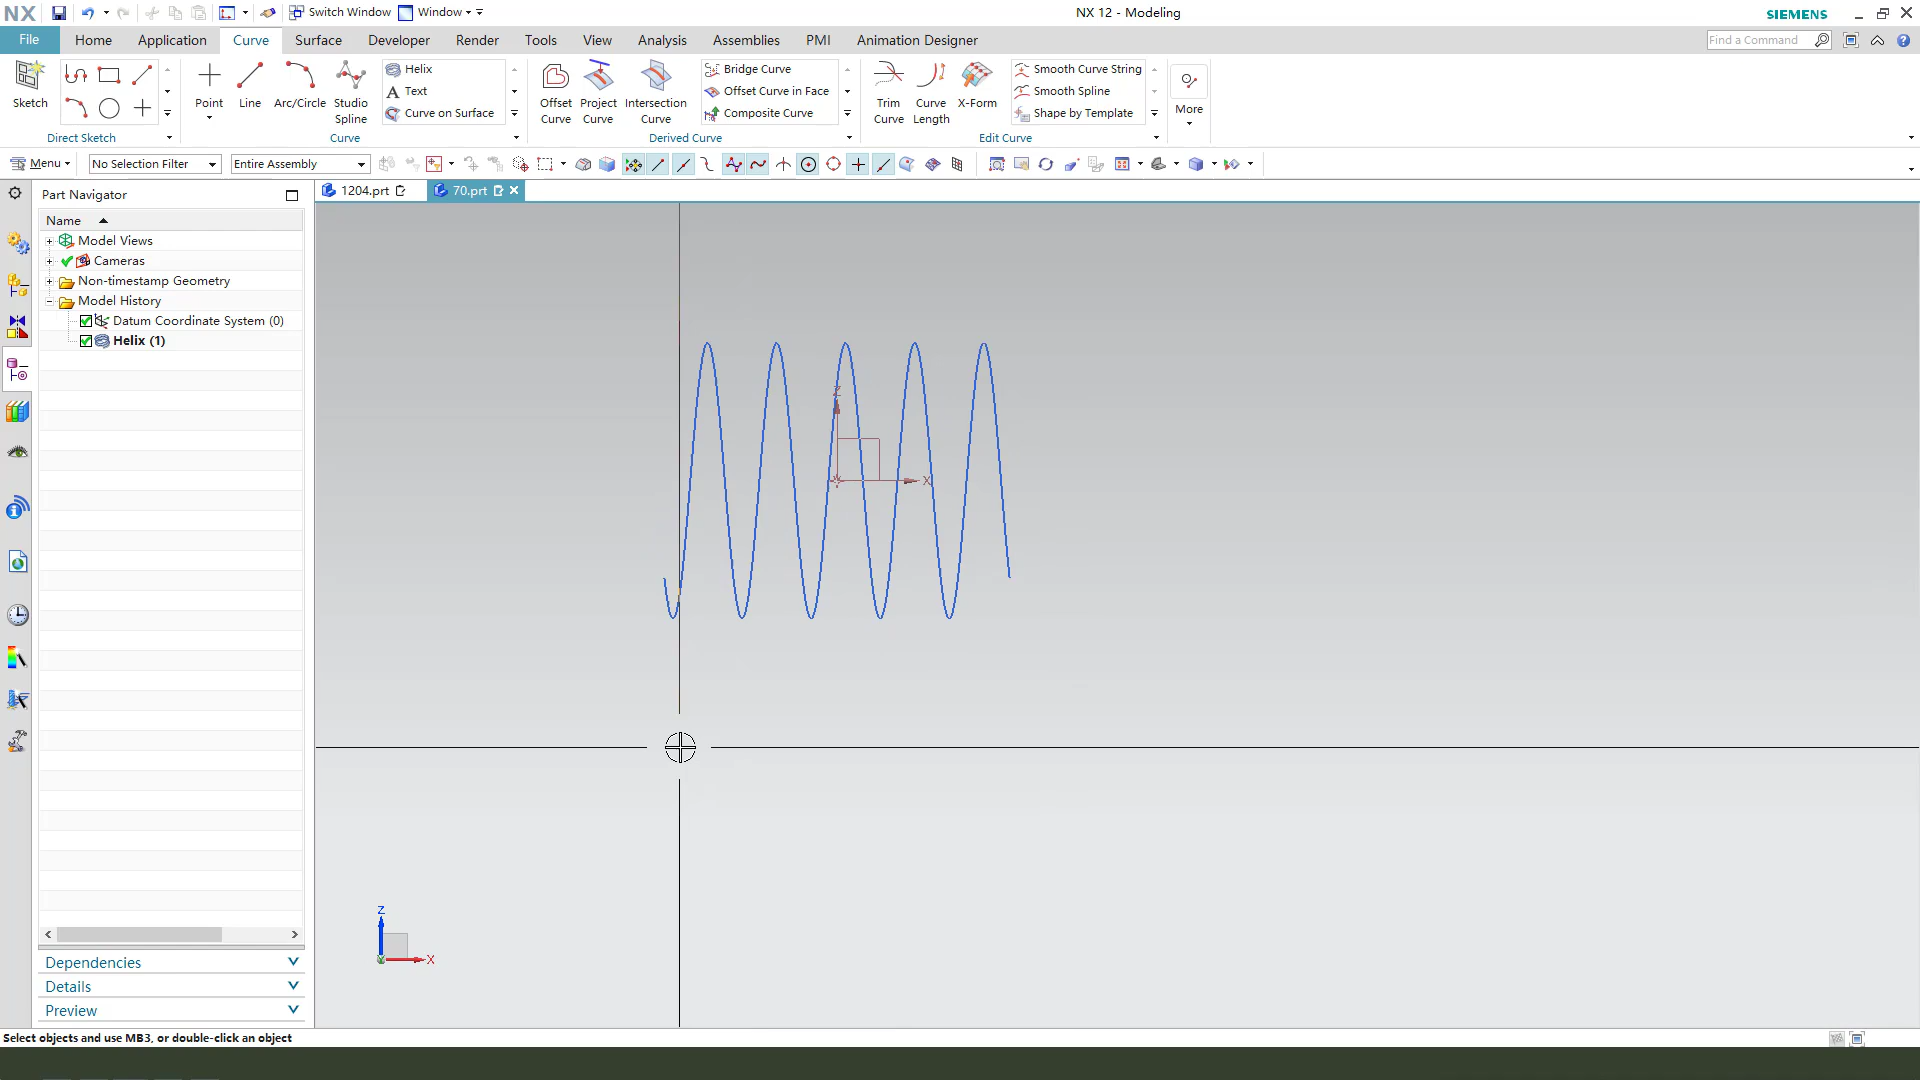 NX Switch Window Window NX 12 - Modeling SIEMENS
File Home Application Curve Surface Developer Render Tools View Analysis Assemblies PMI Animation Designer Find a Command
Sketch Point Line Arc/Circle Studio Spline Helix Text Curve on Surface Offset Curve Project Curve Intersection Curve Bridge Curve Offset Curve in Face Composite Curve Trim Curve Curve Length X-Form Smooth Curve String Smooth Spline Shape by Template More
Direct Sketch Curve Derived Curve Edit Curve
Menu No Selection Filter Entire Assembly
Part Navigator 1204.prt 70.prt
Name
Model Views
Cameras
Non-timestamp Geometry
Model History
Datum Coordinate System (0)
Helix (1)
Z
X
Z
X
Y
Dependencies
Details
Preview
Select objects and use MB3, or double-click an object